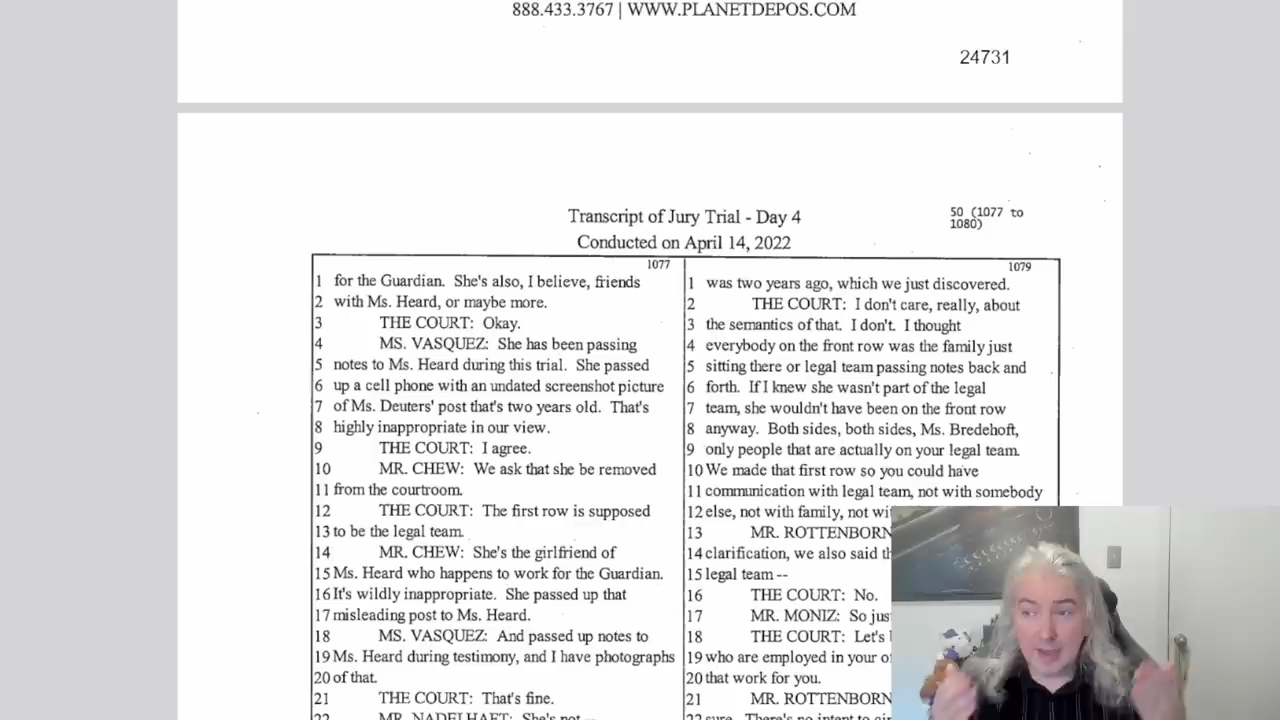 888.433.3767 | WWW.PLANETDEPOS.COM
24731
Transcript of Jury Trial - Day 4
Conducted on April 14, 2022
50 (1077 to
1080)
1077
1 for the Guardian. She's also, I believe, friends
2 with Ms. Heard, or maybe more.
3 THE COURT: Okay.
4 MS. VASQUEZ: She has been passing
5 notes to Ms. Heard during this trial. She passed
6 up a cell phone with an undated screenshot picture
7 of Ms. Deuters' post that's two years old. That's
8 highly inappropriate in our view.
9 THE COURT: I agree.
10 MR. CHEW: We ask that she be removed
11 from the courtroom.
12 THE COURT: The first row is supposed
13 to be the legal team.
14 MR. CHEW: She's the girlfriend of
15 Ms. Heard who happens to work for the Guardian.
16 It's wildly inappropriate. She passed up that
17 misleading post to Ms. Heard.
18 MS. VASQUEZ: And passed up notes to
19 Ms. Heard during testimony, and I have photographs
20 of that.
21 THE COURT: That's fine.
22 MR. NADELHAFT: She's not --
1079
1 was two years ago, which we just discovered.
2 THE COURT: I don't care, really, about
3 the semantics of that. I don't. I thought
4 everybody on the front row was the family just
5 sitting there or legal team passing notes back and
6 forth. If I knew she wasn't part of the legal
7 team, she wouldn't have been on the front row
8 anyway. Both sides, both sides, Ms. Bredehoft,
9 only people that are actually on your legal team.
10 We made that first row so you could have
11 communication with legal team, not with somebody
12 else, not with family, not wi
13 MR. ROTTENBORN
14 clarification, we also said th
15 legal team --
16 THE COURT: No.
17 MR. MONIZ: So jus
18 THE COURT: Let's
19 who are employed in your o
20 that work for you.
21 MR. ROTTENBORN
22 sure. There's no intent to